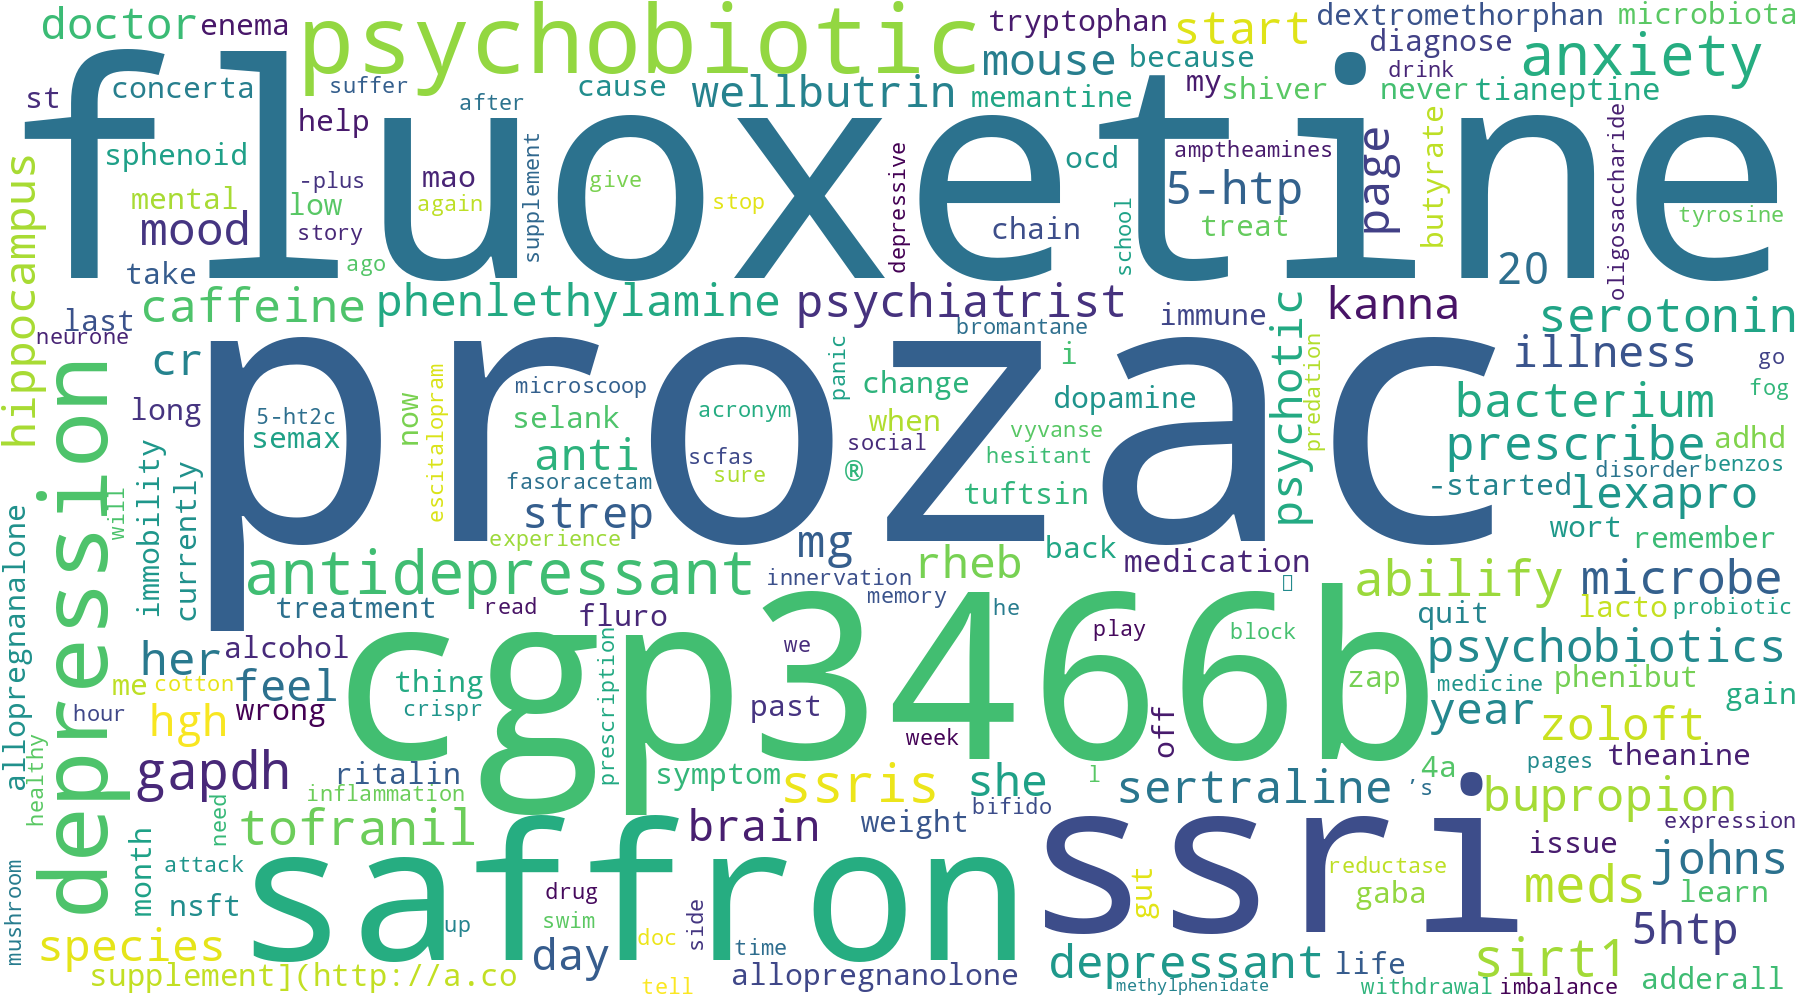 doctor
enema
psychobiotic
tryptophan
start
dextromethorphan
microbiota
fluoxetine
mouse
because
diagnose
anxiety
drink
st
concerta
suffer
after
cause
wellbutrin
memantine
my
shiver
never
tianeptine
help
sphenoid
-plus
mao
supplement
give
depressive
amptheamines
ocd
page
butyrate
oligosaccharide
hippocampus
mental
low
again
stop
5-htp
mood
story
chain
school
treat
tyrosine
take
ago
20
caffeine
phenlethylamine
psychiatrist
immune
kanna
serotonin
last
neurone
bromantane
prozac
depression
cr
escitalopram
microscoop
panic
change
i
dopamine
psychotic
predation
illness
go
fog
long
5-ht2c
semax
now
selank
acronym
when
vyvanse
bacterium
anti
social
hesitant
prescribe
adhd
scfas
sure
®
disorder
benzos
immobility
currently
will
fasoracetam
tuftsin
-started
lexapro
strep
experience
mg
wort
remember
allopregnanalone
antidepressant
innervation
rheb
back
medication
abilify
microbe
treatment
read
fluro
memory
he
quit
lacto
probiotic
cgp3466b
her
alcohol
prescription
we
play
block
psychobiotics
me
cotton
feel
thing
zap
medicine
phenibut
gain
hour
hgh
wrong
crispr
past
off
year
zoloft
week
healthy
gapdh
ritalin
symptom
ssris
she
l
theanine
pages
inflammation
bifido
sertraline
's
4a
bupropion
need
tofranil
brain
weight
ssri
expression
month
attack
saffron
issue
johns
mushroom
nsft
drug
swim
side
gut
reductase
gaba
meds
learn
species
up
doc
time
5htp
day
depressant
life
sirt1
supplement](http://a.co
tell
allopregnanolone
methylphenidate
withdrawal
imbalance
adderall